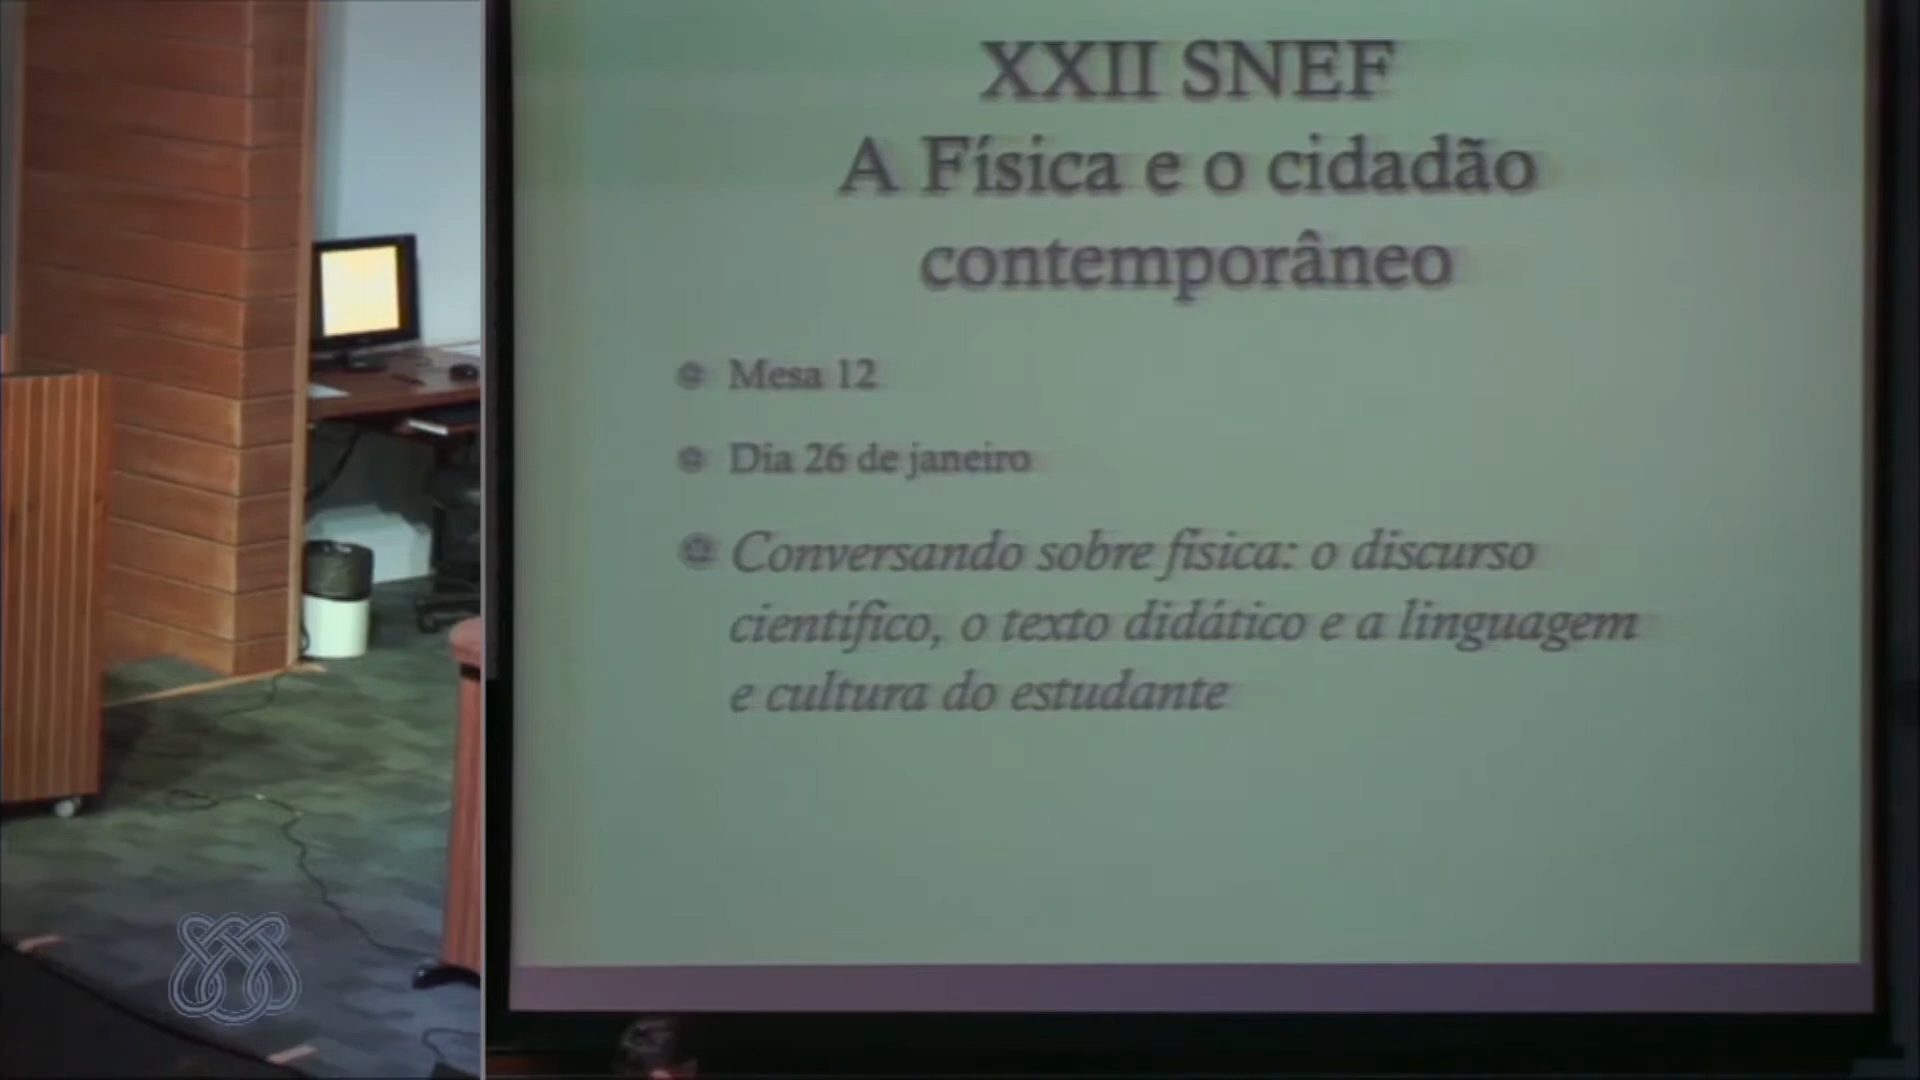 XXII SNEF
A Física e o cidadão
contemporâneo
Mesa 12
Dia 26 de janeiro
Conversando sobre física: o discurso
científico, o texto didático e a linguagem
e cultura do estudante